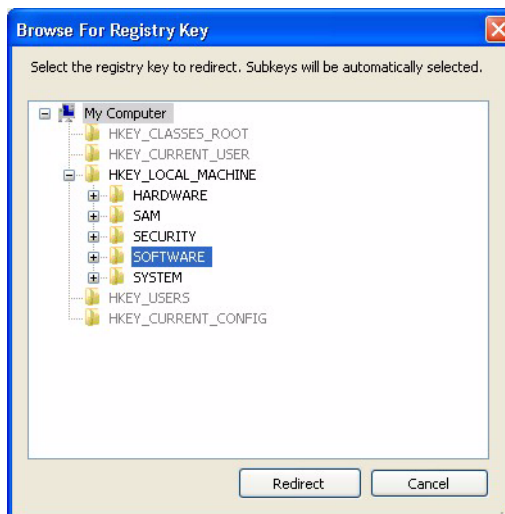 Browse For Registry Key
Select the registry key to redirect. Subkeys will be automatically selected.
My Computer
HKEY_CLASSES_ROOT
HKEY_CURRENT_USER
HKEY_LOCAL_MACHINE
HARDWARE
SAM
SECURITY
SOFTWARE
SYSTEM
HKEY_USERS
HKEY_CURRENT_CONFIG
Redirect Cancel